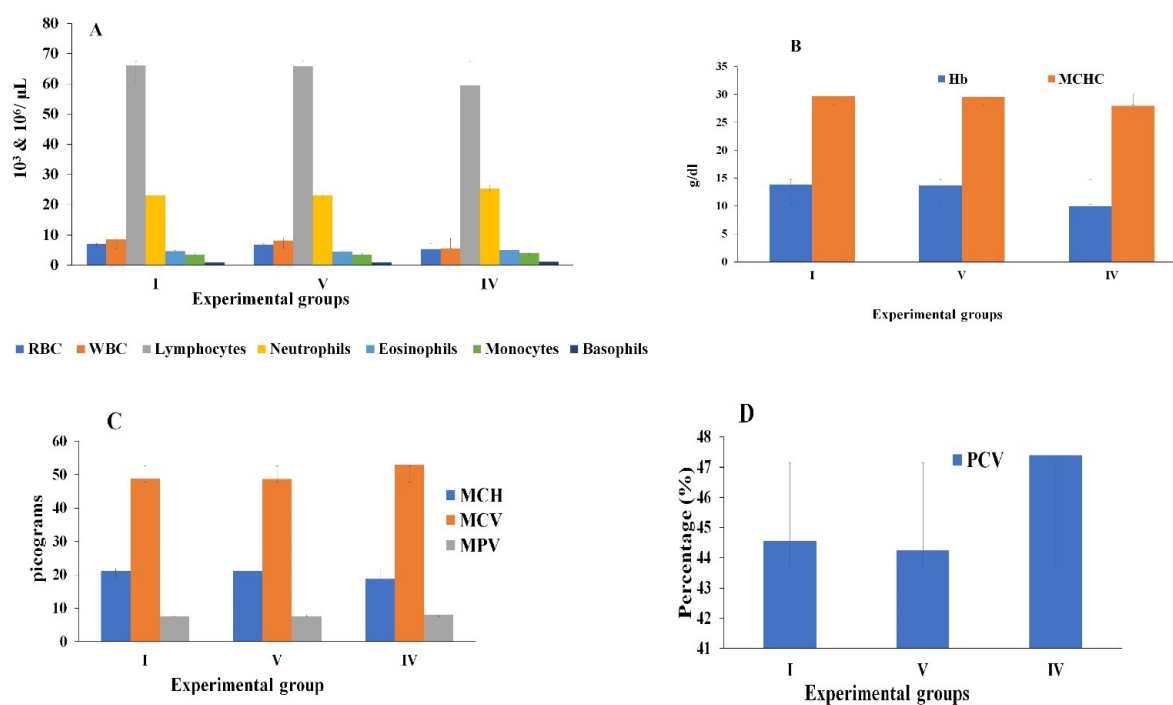 A
80
70
60
50
40
30
20
10
0
10³ & 10⁶/ µL
I V IV
Experimental groups
RBC WBC Lymphocytes Neutrophils Eosinophils Monocytes Basophils
B
Hb MCHC
35
30
25
20
15
10
5
0
g/dl
I V IV
Experimental groups
C
60
50
40
30
20
10
0
picograms
MCH
MCV
MPV
I V IV
Experimental group
D
48
47
46
45
44
43
42
41
Percentage (%)
PCV
I V IV
Experimental groups